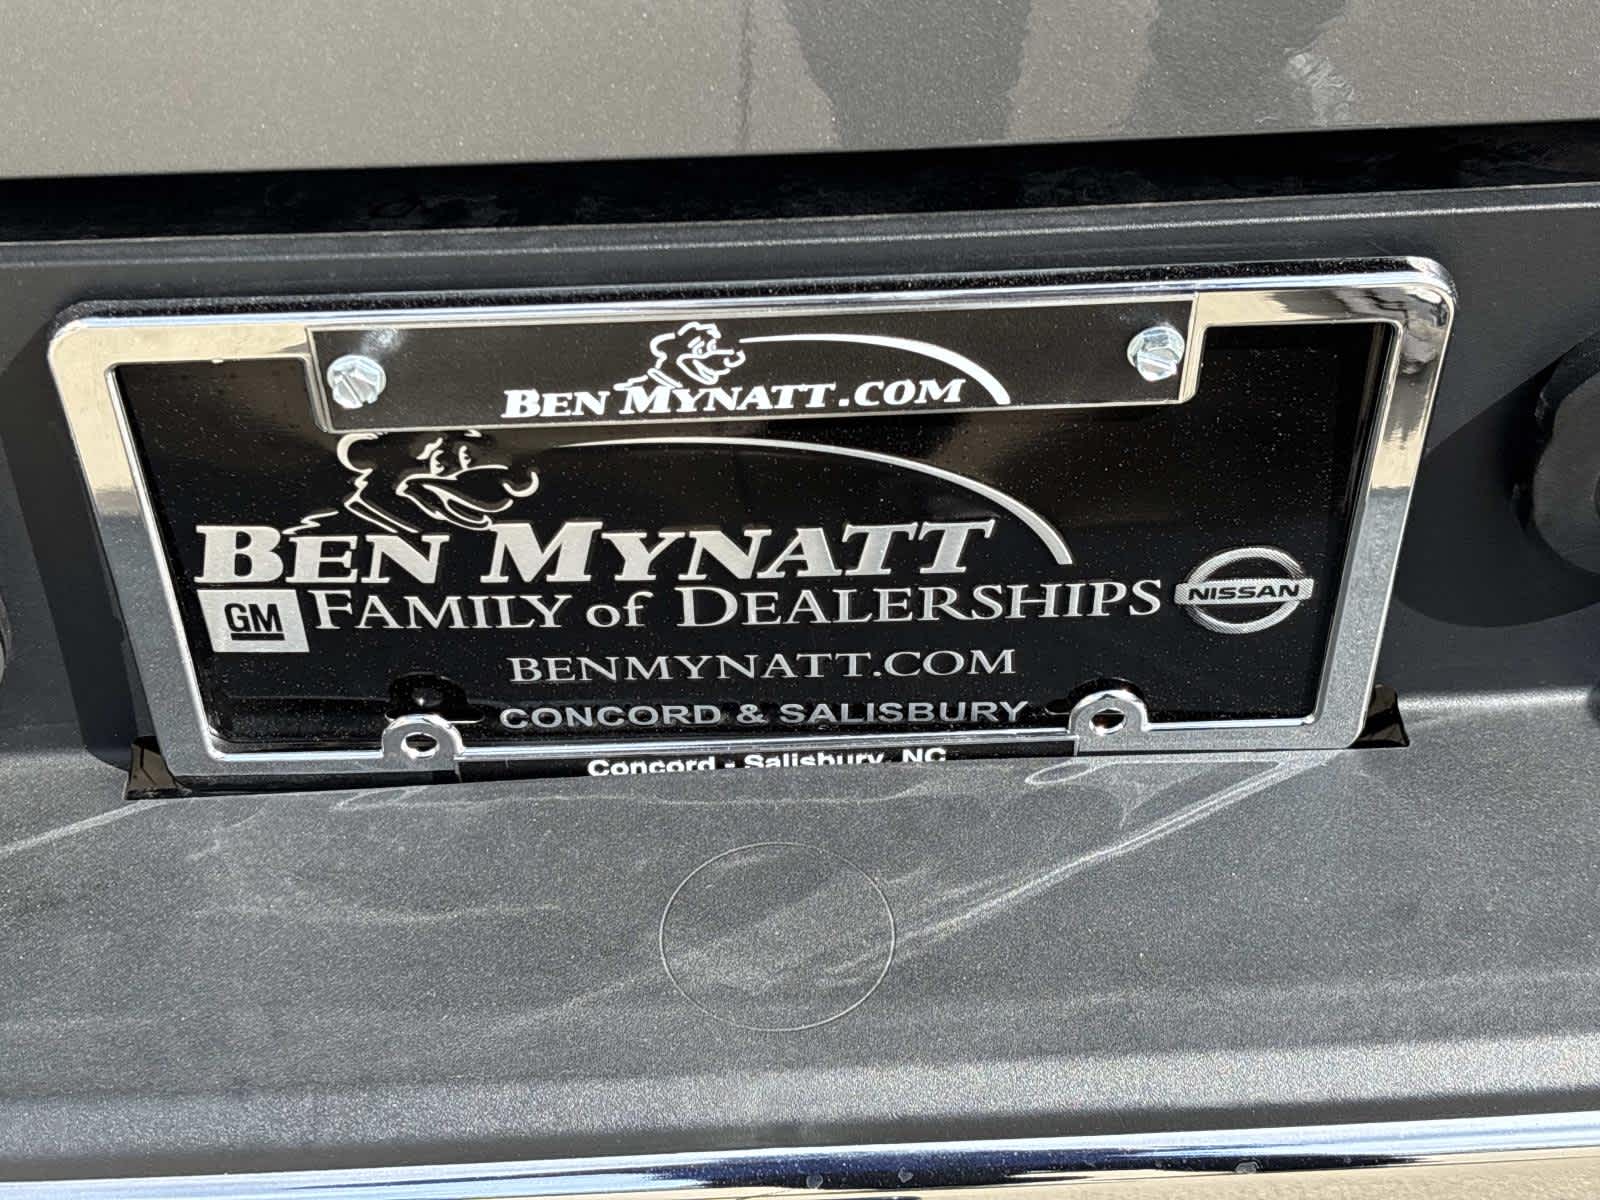 BEN MYNATT.COM
BEN MYNATT
GM FAMILY of DEALERSHIPS NISSAN
BENMYNATT.COM
CONCORD & SALISBURY
Concord - Salisbury, NC